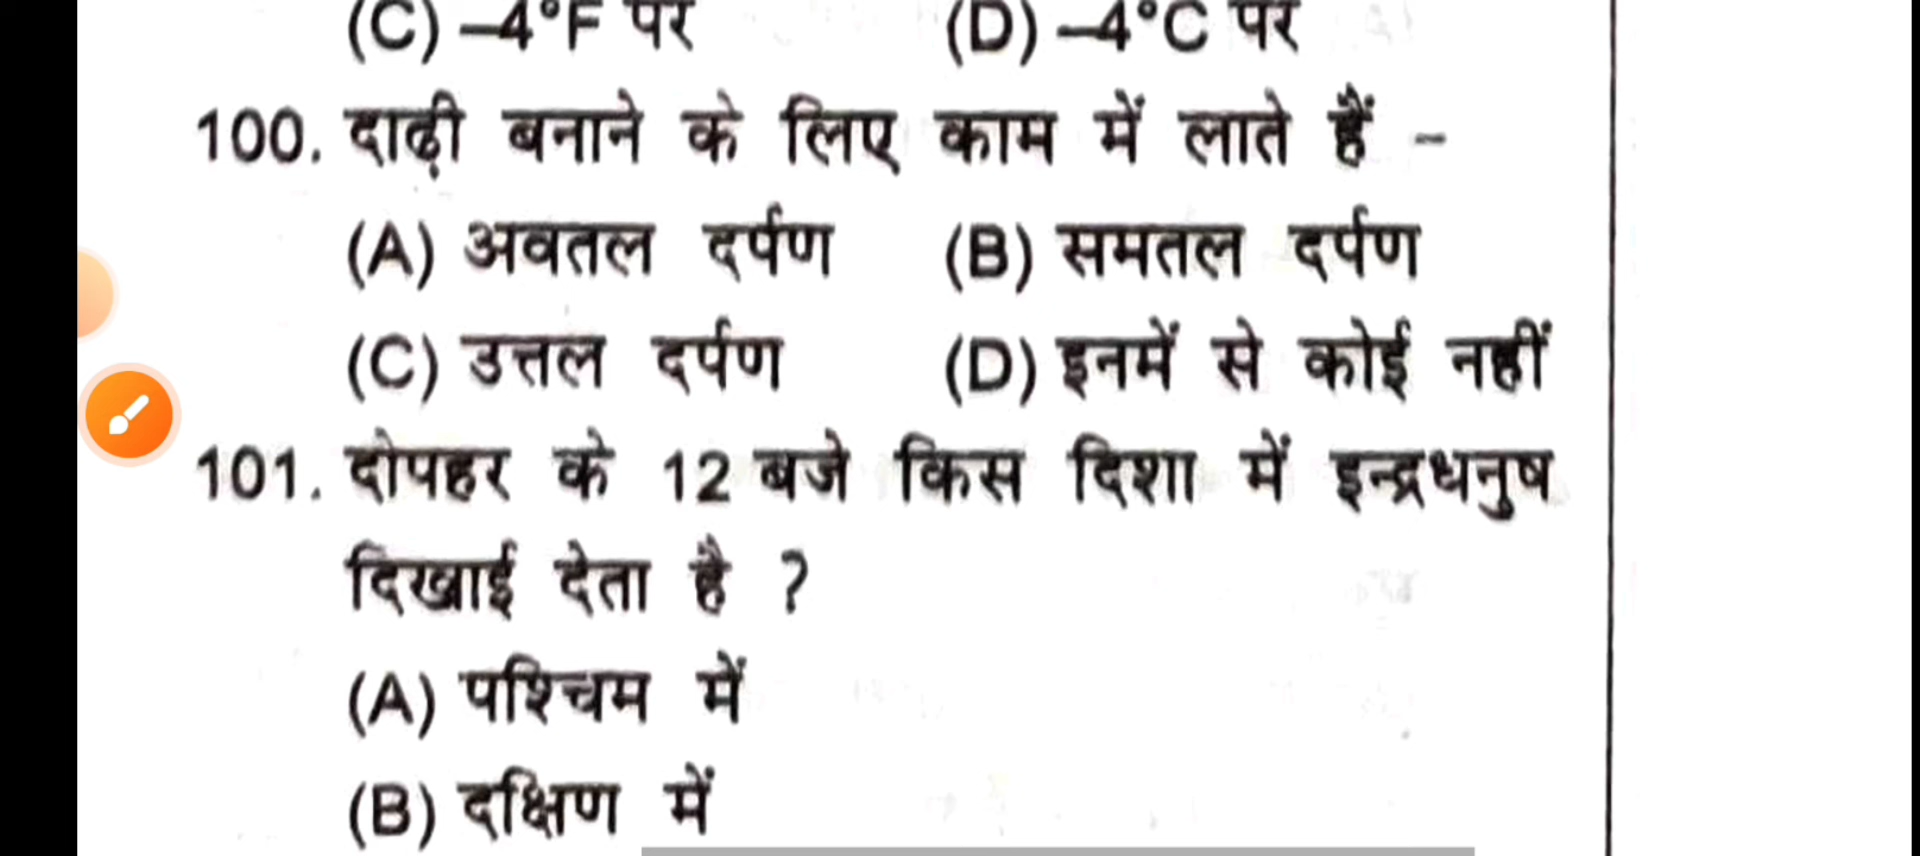 (C) –4°F पर (D) –4°C पर
100. दाढ़ी बनाने के लिए काम में लाते हैं –
(A) अवतल दर्पण (B) समतल दर्पण
(C) उत्तल दर्पण (D) इनमें से कोई नहीं
101. दोपहर के 12 बजे किस दिशा में इन्द्रधनुष
दिखाई देता है ?
(A) पश्चिम में
(B) दक्षिण में